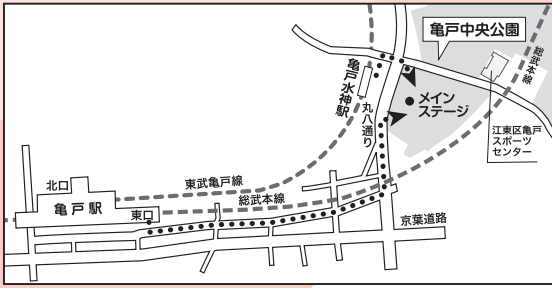 亀戸中央公園
総武本線
亀戸水神駅
丸八通り
メイン
ステージ
江東区亀戸
スポーツ
センター
東武亀戸線
北口
総武本線
亀戸駅
東口
京葉道路